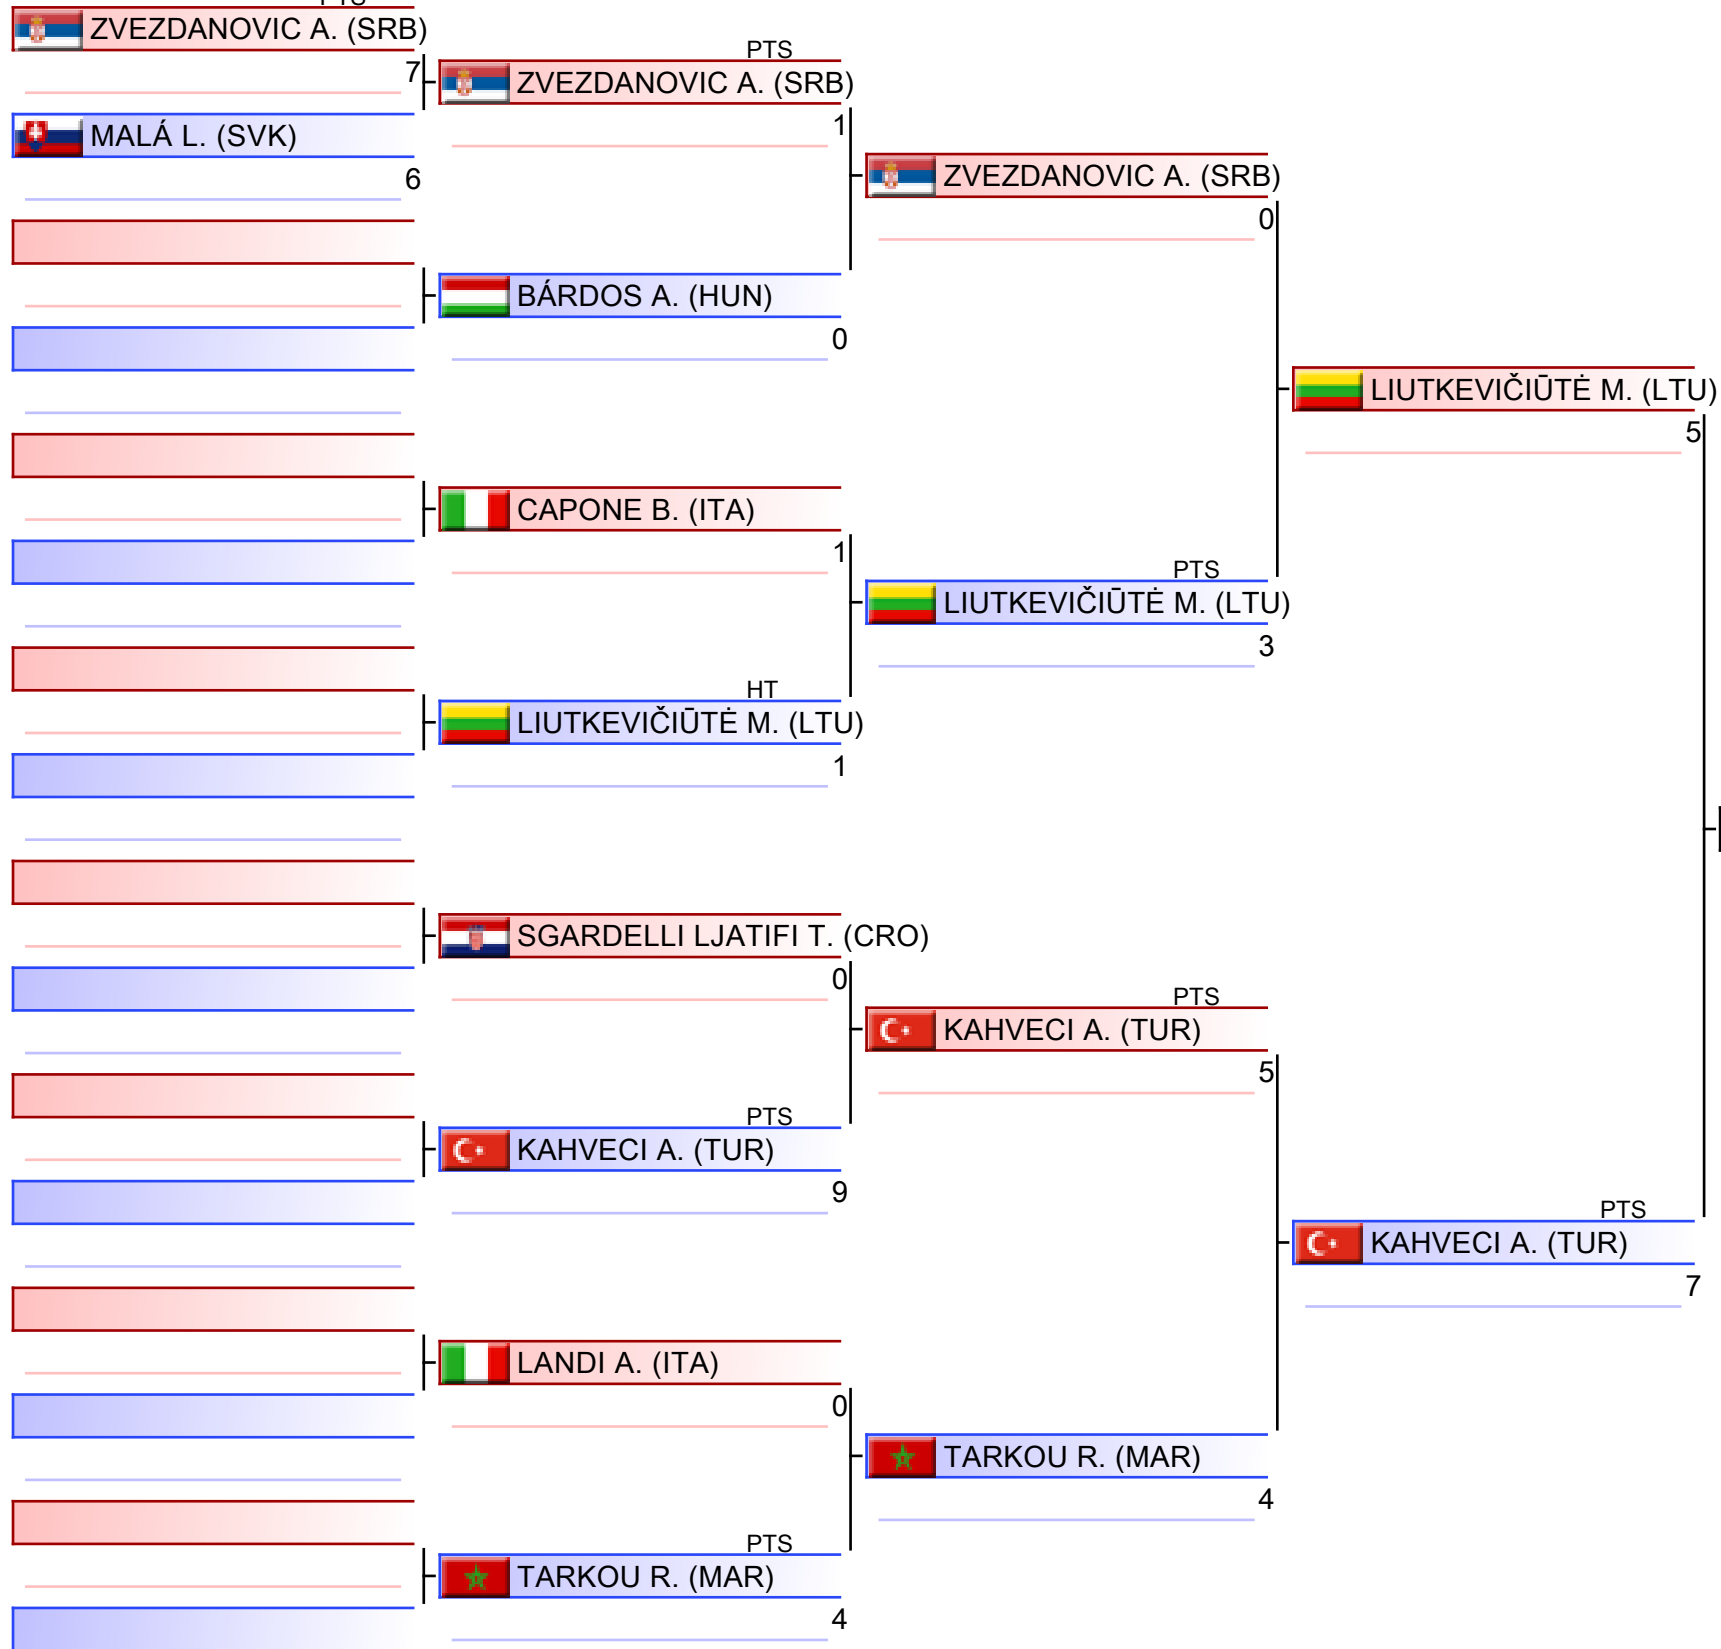 PTS
ZVEZDANOVIC A. (SRB)
7
MALÁ L. (SVK)
6
PTS
ZVEZDANOVIC A. (SRB)
1
BÁRDOS A. (HUN)
0
CAPONE B. (ITA)
1
HT
LIUTKEVIČIŪTĖ M. (LTU)
1
SGARDELLI LJATIFI T. (CRO)
0
PTS
KAHVECI A. (TUR)
9
LANDI A. (ITA)
0
PTS
TARKOU R. (MAR)
4
ZVEZDANOVIC A. (SRB)
0
PTS
LIUTKEVIČIŪTĖ M. (LTU)
3
PTS
KAHVECI A. (TUR)
5
TARKOU R. (MAR)
4
LIUTKEVIČIŪTĖ M. (LTU)
5
PTS
KAHVECI A. (TUR)
7